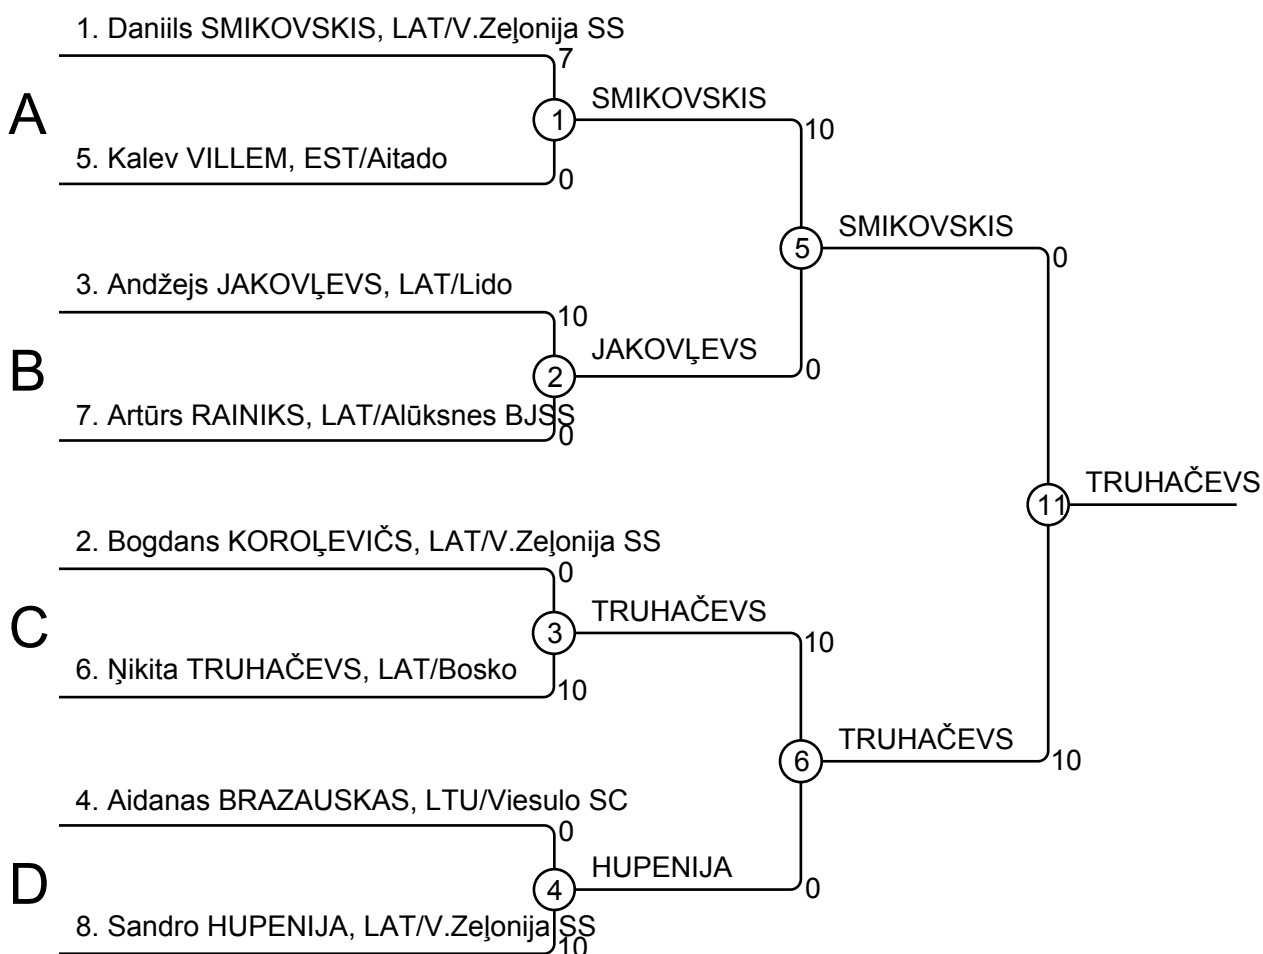 1. Daniils SMIKOVSKIS, LAT/V.Zeļonija SS
7
SMIKOVSKIS
A
1
10
5. Kalev VILLEM, EST/Aitado
0
SMIKOVSKIS
5
0
3. Andžejs JAKOVĻEVS, LAT/Lido
10
JAKOVĻEVS
B
2
0
7. Artūrs RAINIKS, LAT/Alūksnes BJSS
0
TRUHAČEVS
11
2. Bogdans KOROĻEVIČS, LAT/V.Zeļonija SS
0
TRUHAČEVS
C
3
10
6. Ņikita TRUHAČEVS, LAT/Bosko
10
TRUHAČEVS
6
10
4. Aidanas BRAZAUSKAS, LTU/Viesulo SC
0
HUPENIJA
D
4
0
8. Sandro HUPENIJA, LAT/V.Zeļonija SS
10